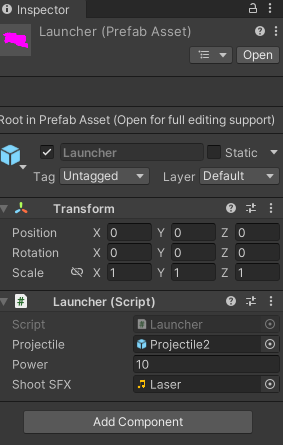 Inspector
Launcher (Prefab Asset)
Open
Root in Prefab Asset (Open for full editing support)
Launcher Static
Tag Untagged Layer Default
Transform
Position X 0 Y 0 Z 0
Rotation X 0 Y 0 Z 0
Scale X 1 Y 1 Z 1
Launcher (Script)
Script Launcher
Projectile Projectile2
Power 10
Shoot SFX Laser
Add Component